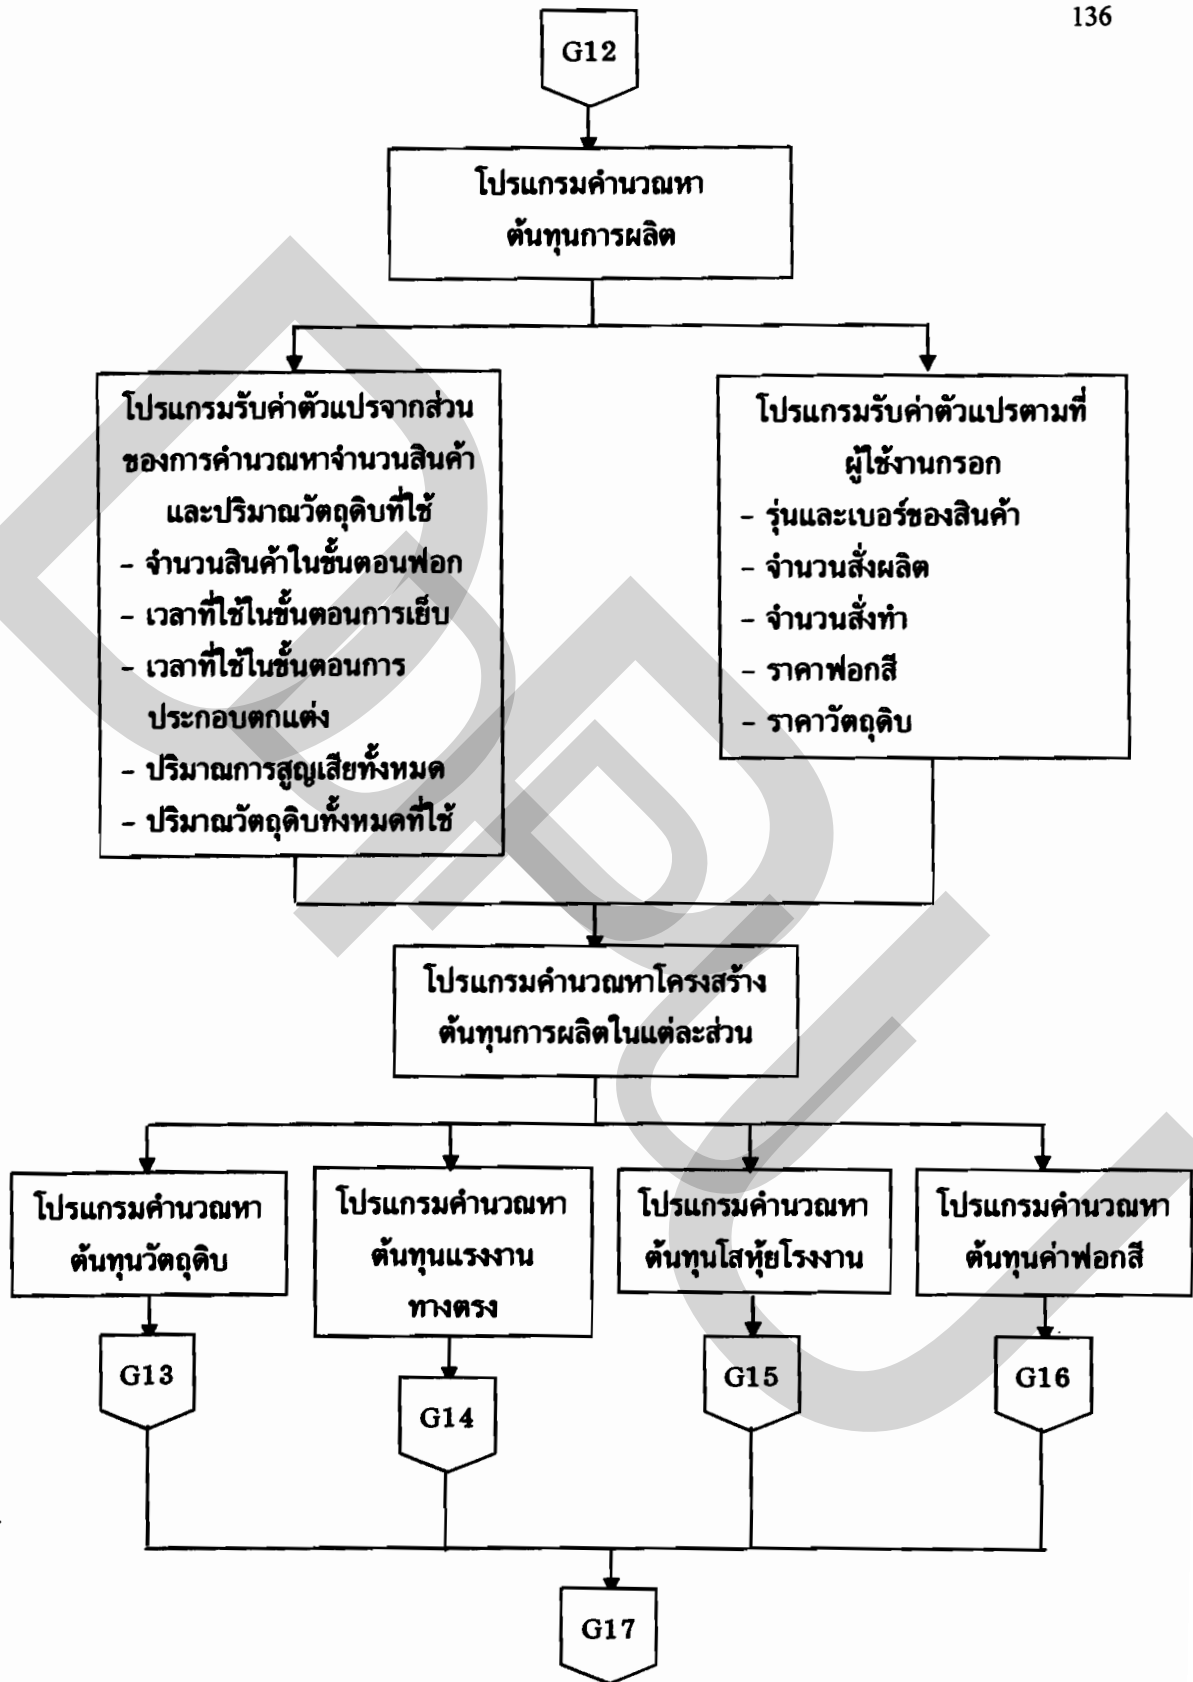 136
G12
โปรแกรมคำนวณหา
ต้นทุนการผลิต
โปรแกรมรับค่าตัวแปรจากส่วน
ของการคำนวณหาจำนวนสินค้า
และปริมาณวัตถุดิบที่ใช้
- จำนวนสินค้าในขั้นตอนฟอก
- เวลาที่ใช้ในขั้นตอนการเย็บ
- เวลาที่ใช้ในขั้นตอนการ
ประกอบตกแต่ง
- ปริมาณการสูญเสียทั้งหมด
- ปริมาณวัตถุดิบทั้งหมดที่ใช้
โปรแกรมรับค่าตัวแปรตามที่
ผู้ใช้งานกรอก
- รุ่นและเบอร์ของสินค้า
- จำนวนสั่งผลิต
- จำนวนสั่งทำ
- ราคาฟอกสี
- ราคาวัตถุดิบ
โปรแกรมคำนวณหาโครงสร้าง
ต้นทุนการผลิตในแต่ละส่วน
โปรแกรมคำนวณหา
ต้นทุนวัตถุดิบ
โปรแกรมคำนวณหา
ต้นทุนแรงงาน
ทางตรง
โปรแกรมคำนวณหา
ต้นทุนโสหุ้ยโรงงาน
โปรแกรมคำนวณหา
ต้นทุนค่าฟอกสี
G13
G14
G15
G16
G17
DPU